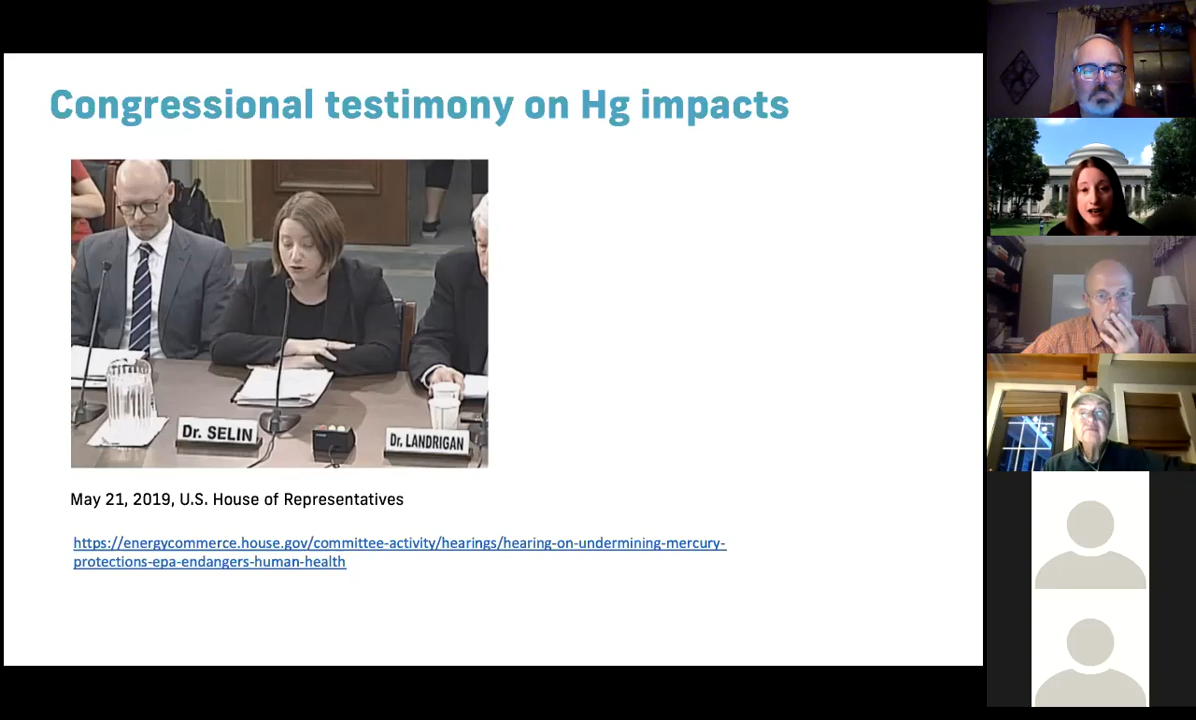 Congressional testimony on Hg impacts
Dr. SELIN
Dr. LANDRIGAN
May 21, 2019, U.S. House of Representatives
https://energycommerce.house.gov/committee-activity/hearings/hearing-on-undermining-mercury-
protections-epa-endangers-human-health